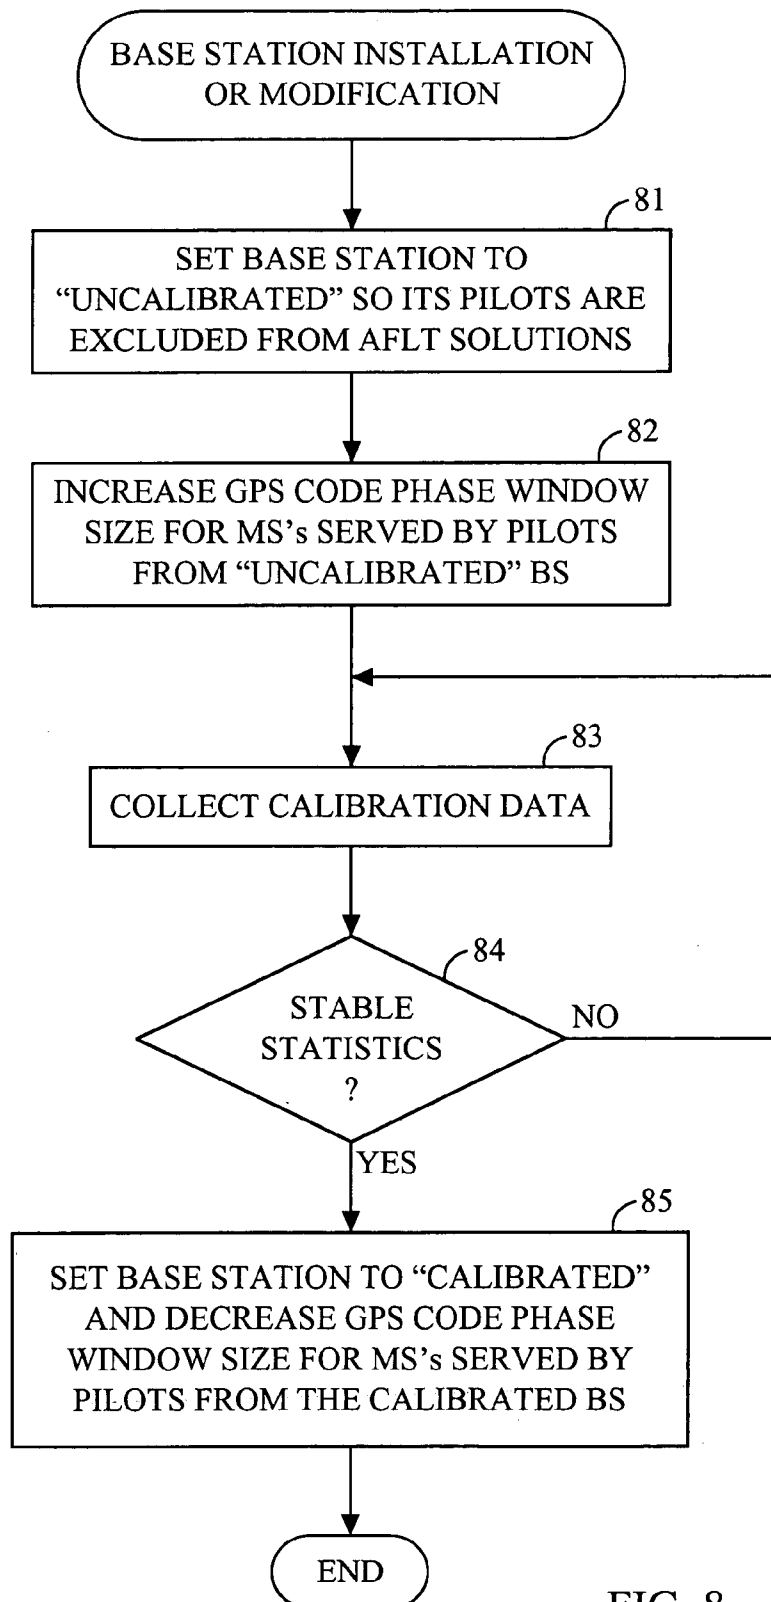 BASE STATION INSTALLATION
OR MODIFICATION
81
SET BASE STATION TO
“UNCALIBRATED” SO ITS PILOTS ARE
EXCLUDED FROM AFLT SOLUTIONS
82
INCREASE GPS CODE PHASE WINDOW
SIZE FOR MS's SERVED BY PILOTS
FROM “UNCALIBRATED” BS
83
COLLECT CALIBRATION DATA
84
STABLE
STATISTICS
?
NO
YES
85
SET BASE STATION TO “CALIBRATED”
AND DECREASE GPS CODE PHASE
WINDOW SIZE FOR MS's SERVED BY
PILOTS FROM THE CALIBRATED BS
END
FIG. 8